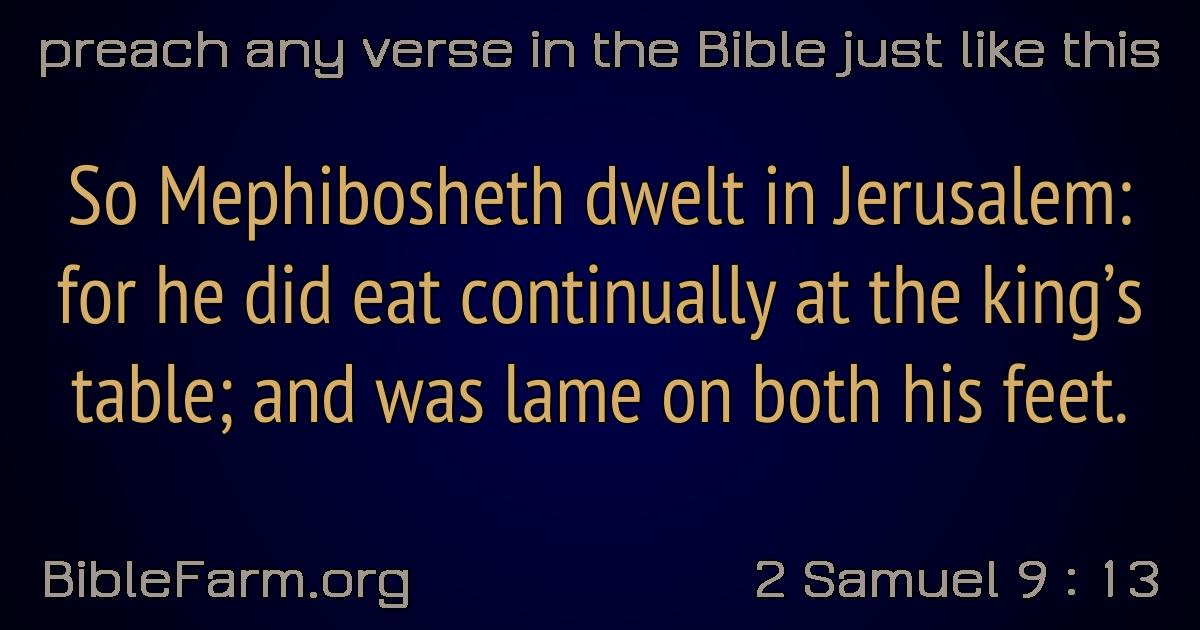 preach any verse in the Bible just like this
So Mephibosheth dwelt in Jerusalem:
for he did eat continually at the king’s
table; and was lame on both his feet.
BibleFarm.org
2 Samuel 9 : 13